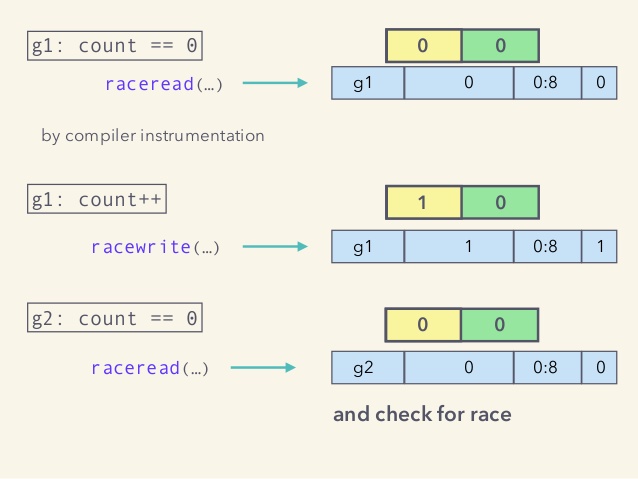 g1: count == 0
0 0
raceread(…)
g1 0 0:8 0
by compiler instrumentation
g1: count++
1 0
racewrite(…)
g1 1 0:8 1
g2: count == 0
0 0
raceread(…)
g2 0 0:8 0
and check for race